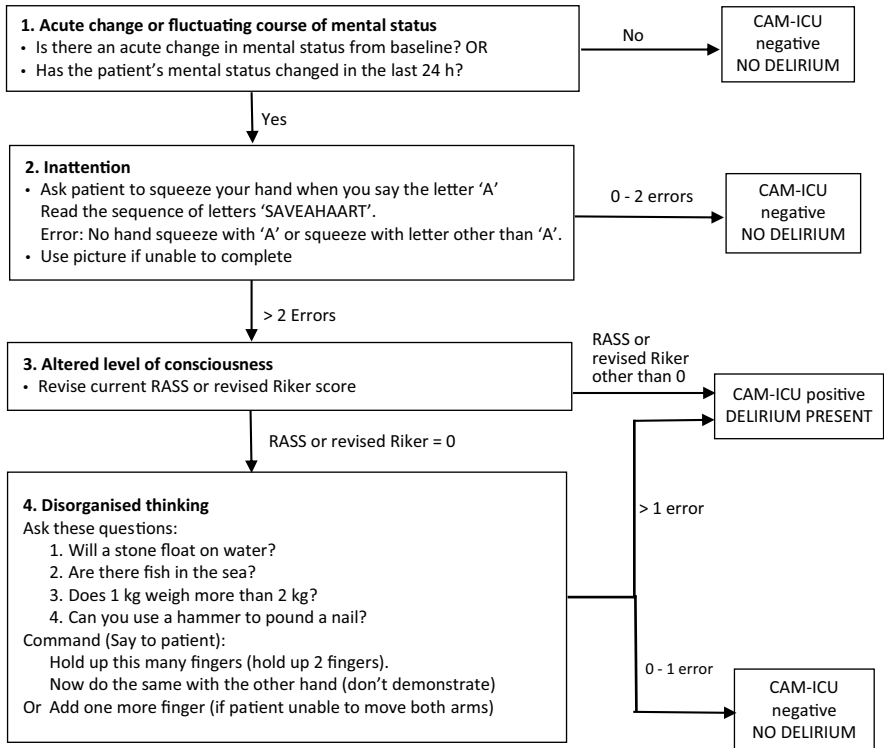 1. Acute change or fluctuating course of mental status
• Is there an acute change in mental status from baseline? OR
• Has the patient's mental status changed in the last 24 h?
No
CAM-ICU
negative
NO DELIRIUM
Yes
2. Inattention
• Ask patient to squeeze your hand when you say the letter 'A'
Read the sequence of letters 'SAVEAHAART'.
Error: No hand squeeze with 'A' or squeeze with letter other than 'A'.
• Use picture if unable to complete
0 - 2 errors
CAM-ICU
negative
NO DELIRIUM
> 2 Errors
3. Altered level of consciousness
• Revise current RASS or revised Riker score
RASS or
revised Riker
other than 0
CAM-ICU positive
DELIRIUM PRESENT
RASS or revised Riker = 0
4. Disorganised thinking
Ask these questions:
1. Will a stone float on water?
2. Are there fish in the sea?
3. Does 1 kg weigh more than 2 kg?
4. Can you use a hammer to pound a nail?
Command (Say to patient):
Hold up this many fingers (hold up 2 fingers).
Now do the same with the other hand (don't demonstrate)
Or Add one more finger (if patient unable to move both arms)
> 1 error
0 - 1 error
CAM-ICU
negative
NO DELIRIUM